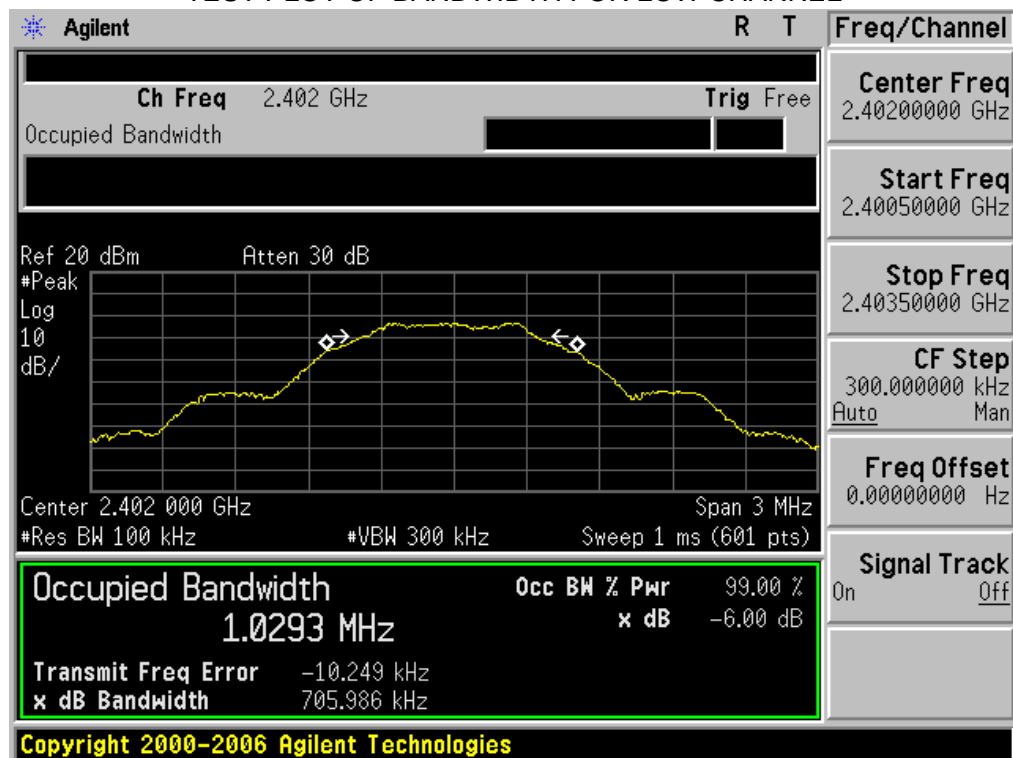 Agilent R T Freq/Channel
Ch Freq 2.402 GHz Trig Free
Occupied Bandwidth
Center Freq
2.40200000 GHz
Start Freq
2.40050000 GHz
Stop Freq
2.40350000 GHz
CF Step
300.000000 kHz
Auto Man
Freq Offset
0.00000000 Hz
Signal Track
On Off
Ref 20 dBm Atten 30 dB
#Peak
Log
10
dB/
Center 2.402 000 GHz Span 3 MHz
#Res BW 100 kHz #VBW 300 kHz Sweep 1 ms (601 pts)
Occupied Bandwidth Occ BW % Pwr 99.00 %
1.0293 MHz x dB -6.00 dB
Transmit Freq Error -10.249 kHz
x dB Bandwidth 705.986 kHz
Copyright 2000-2006 Agilent Technologies